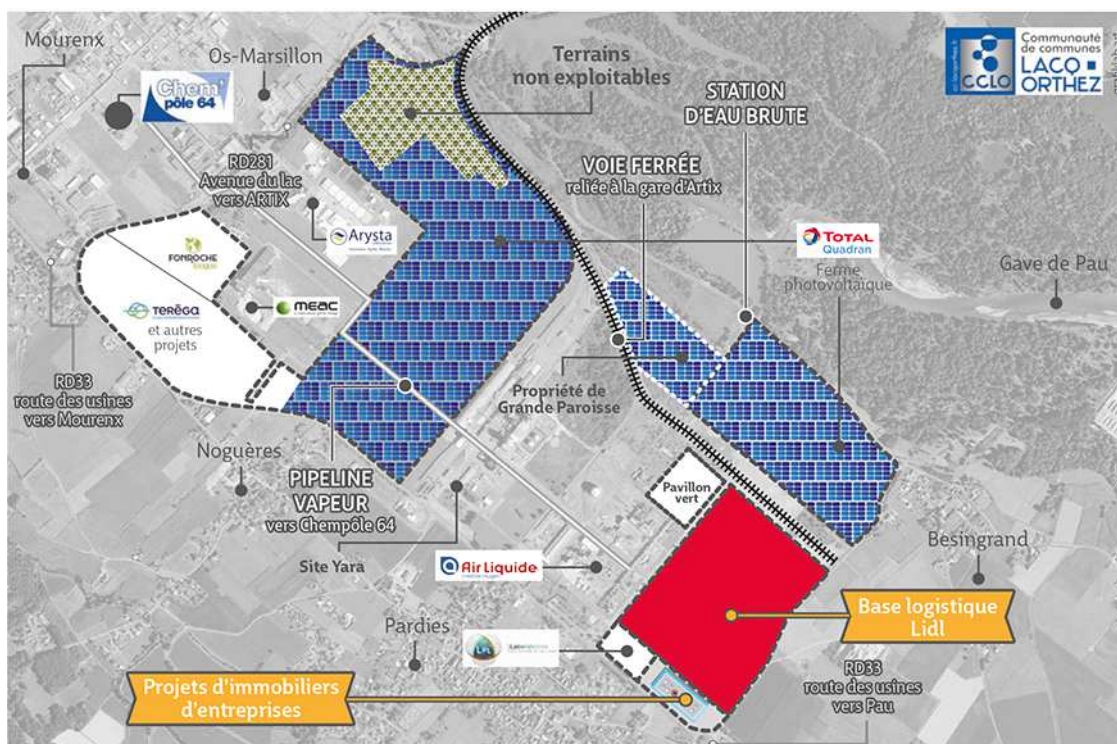 Mourenx
Os-Marsillon
Chem'
pôle 64
Terrains
non exploitables
STATION
D'EAU BRUTE
CCLO
Communauté
de communes
LACQ
ORTHEZ
RD281
Avenue du lac
vers ARTIX
VOIE FERRÉE
reliée à la gare d'Artix
Arysta
TOTAL
Quadran
Ferme
photovoltaïque
Gave de Pau
FONROCHE
TERÉGA
et autres
projets
MEAC
RD33
route des usines
vers Mourenx
Propriété de
Grande Paroisse
Noguères
PIPELINE
VAPEUR
vers Chempôle 64
Pavillon
vert
Site Yara
Air Liquide
Besingrand
Base logistique
Lidl
Pardies
LPL
RD33
route des usines
vers Pau
Projets d'immobiliers
d'entreprises